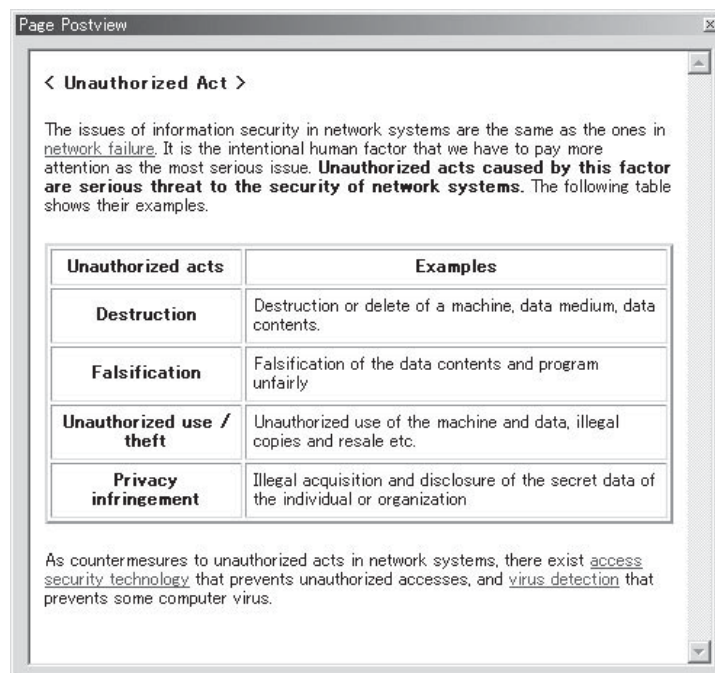 Page Postview
< Unauthorized Act >
The issues of information security in network systems are the same as the ones in
network failure. It is the intentional human factor that we have to pay more
attention as the most serious issue. Unauthorized acts caused by this factor
are serious threat to the security of network systems. The following table
shows their examples.
Unauthorized acts Examples
Destruction Destruction or delete of a machine, data medium, data
contents.
Falsification Falsification of the data contents and program
unfairly
Unauthorized use / Unauthorized use of the machine and data, illegal
theft copies and resale etc.
Privacy Illegal acquisition and disclosure of the secret data of
infringement the individual or organization
As countermesures to unauthorized acts in network systems, there exist access
security technology that prevents unauthorized accesses, and virus detection that
prevents some computer virus.